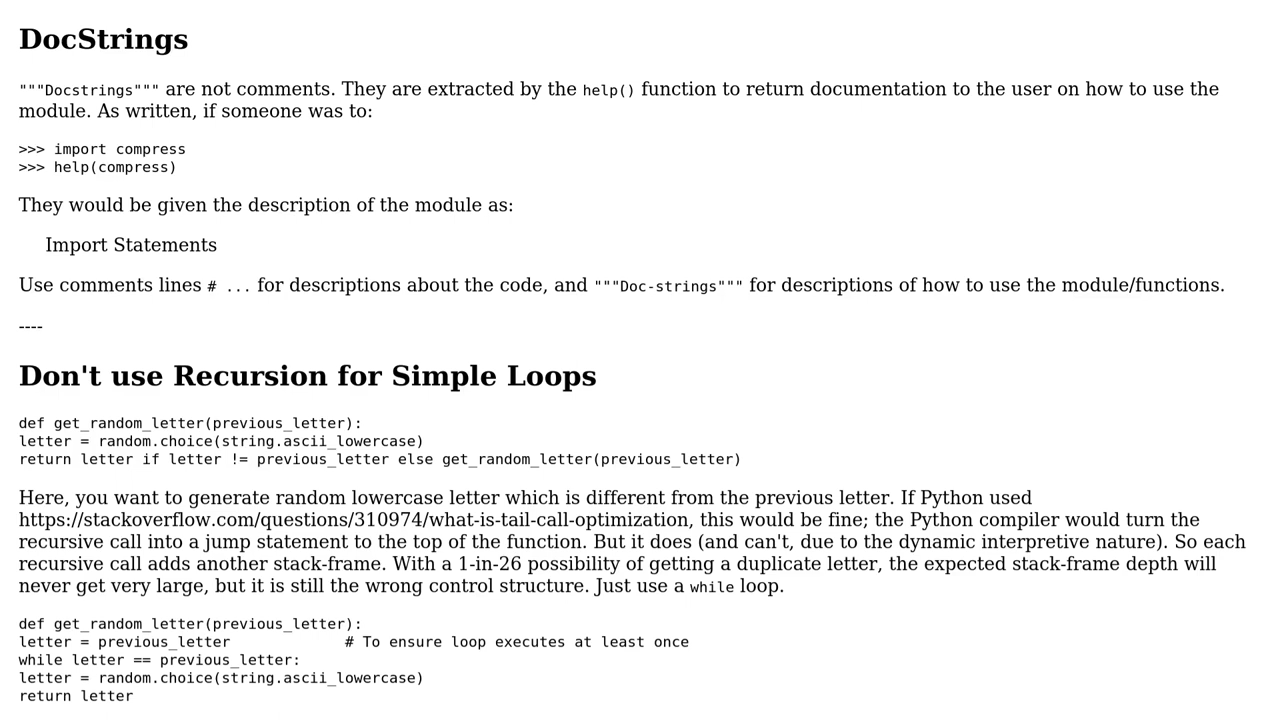 DocStrings
"""Docstrings""" are not comments. They are extracted by the help() function to return documentation to the user on how to use the
module. As written, if someone was to:
>>> import compress
>>> help(compress)
They would be given the description of the module as:
Import Statements
Use comments lines # ... for descriptions about the code, and """Doc-strings""" for descriptions of how to use the module/functions.
----
Don't use Recursion for Simple Loops
def get_random_letter(previous_letter):
letter = random.choice(string.ascii_lowercase)
return letter if letter != previous_letter else get_random_letter(previous_letter)
Here, you want to generate random lowercase letter which is different from the previous letter. If Python used
https://stackoverflow.com/questions/310974/what-is-tail-call-optimization, this would be fine; the Python compiler would turn the
recursive call into a jump statement to the top of the function. But it does (and can't, due to the dynamic interpretive nature). So each
recursive call adds another stack-frame. With a 1-in-26 possibility of getting a duplicate letter, the expected stack-frame depth will
never get very large, but it is still the wrong control structure. Just use a while loop.
def get_random_letter(previous_letter):
letter = previous_letter             # To ensure loop executes at least once
while letter == previous_letter:
letter = random.choice(string.ascii_lowercase)
return letter